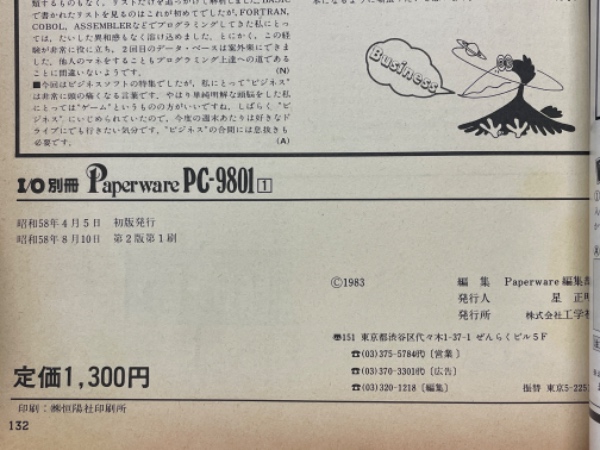 類するものもなく、リストだけを追っかけて解析しました。BASIC
で書かれたリストを見るのはこれが初めてでしたが、FORTRAN,
COBOL, ASSEMBLERなどでプログラミングしてきた私にとっ
ては、たいした異和感もなく溶け込めました。とにかく、この経
験が非常に役に立ち、2回目のデータ・ベースは案外楽にできま
した。他人のマネをすることもプログラミング上達への道である
ことに間違いないようです。 (N)
■今回はビジネスソフトの特集でしたが、私にとって"ビジネス"
は非常に頭の痛くなる言葉です。やはり単純明解な頭脳をした私
にとっては"ゲーム"というものの方がいいですね。しばらく"ビ
ジネス"にいじめられていたので、今度の週末あたりは好きなド
ライブにでも行きたい気分です。"ビジネス"の合間には息抜きも
必要です。 (A)
Business
I/O 別冊 Paperware PC-9801 1
昭和58年4月5日 初版発行
昭和58年8月10日 第2版第1刷
©1983
編集 Paperware編集部
発行人 星 正明
発行所 株式会社工学社
〒151 東京都渋谷区代々木1-37-1 ぜんらくビル5F
☎(03)375-5784㈹〔営業〕
☎(03)370-3301㈹〔広告〕
☎(03)320-1218〔編集〕 振替 東京5-225
定価1,300円
印刷：㈱恒陽社印刷所
132